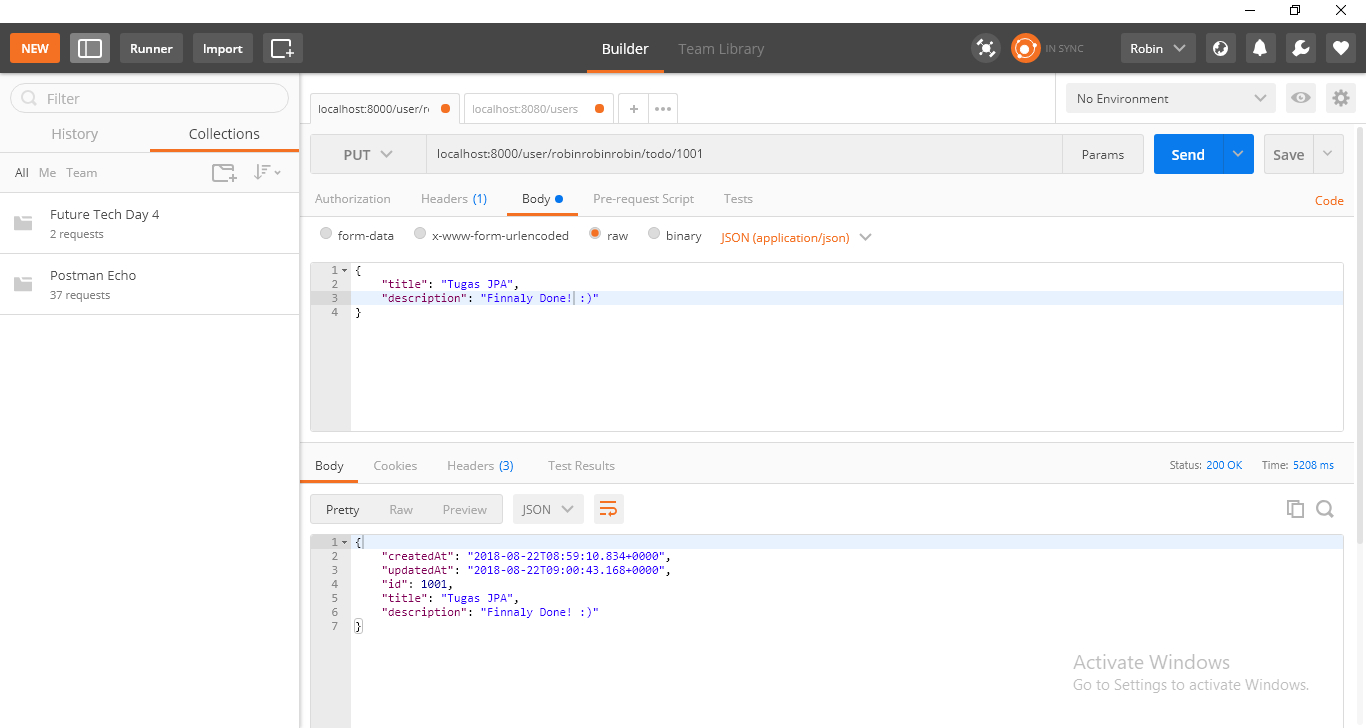 NEW Runner Import Builder Team Library IN SYNC Robin
Filter
History Collections
All Me Team
Future Tech Day 4
2 requests
Postman Echo
37 requests
localhost:8000/user/r localhost:8080/users + No Environment
PUT localhost:8000/user/robinrobinrobin/todo/1001 Params Send Save
Authorization Headers (1) Body Pre-request Script Tests Code
form-data x-www-form-urlencoded raw binary JSON (application/json)
1 {
2 "title": "Tugas JPA",
3 "description": "Finnaly Done! :)"
4 }
Body Cookies Headers (3) Test Results Status: 200 OK Time: 5208 ms
Pretty Raw Preview JSON
1 {
2 "createdAt": "2018-08-22T08:59:10.834+0000",
3 "updatedAt": "2018-08-22T09:00:43.168+0000",
4 "id": 1001,
5 "title": "Tugas JPA",
6 "description": "Finnaly Done! :)"
7 }
Activate Windows
Go to Settings to activate Windows.